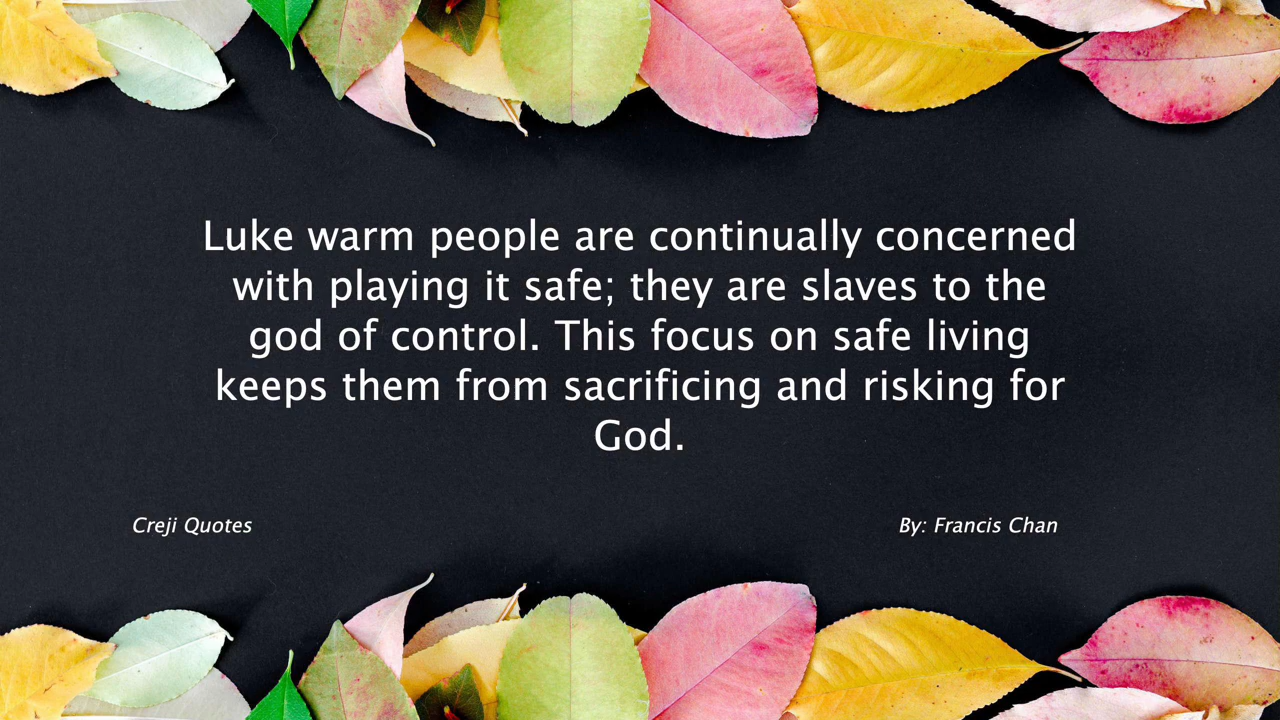 Luke warm people are continually concerned
with playing it safe; they are slaves to the
god of control. This focus on safe living
keeps them from sacrificing and risking for
God.
Creji Quotes
By: Francis Chan